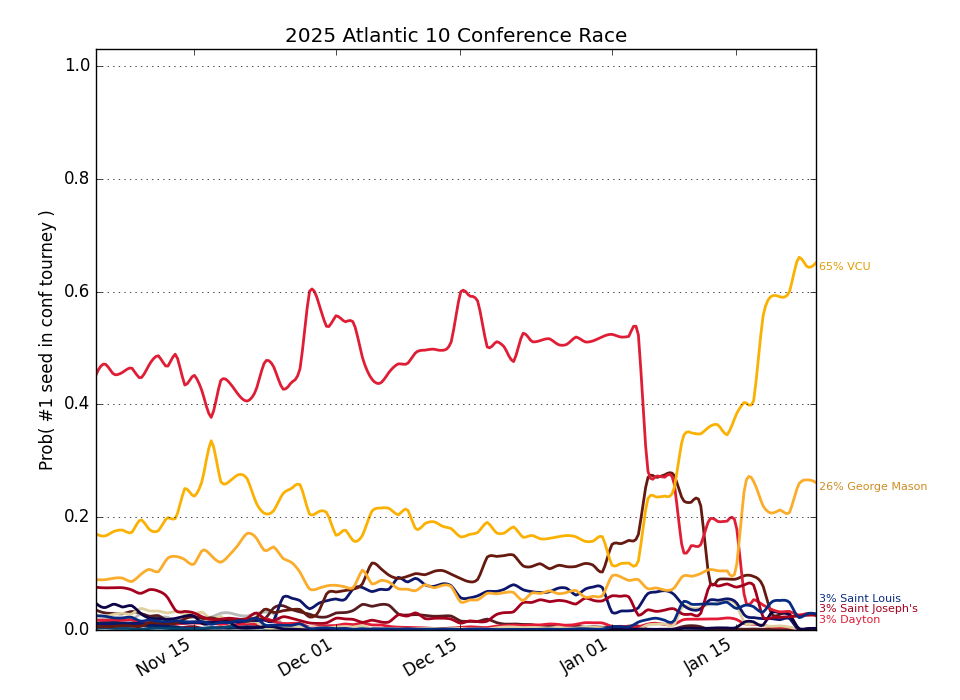 2025 Atlantic 10 Conference Race
Prob( #1 seed in conf tourney )
1.0
0.8
0.6
0.4
0.2
0.0
Nov 15
Dec 01
Dec 15
Jan 01
Jan 15
65% VCU
26% George Mason
3% Saint Louis
3% Saint Joseph's
3% Dayton